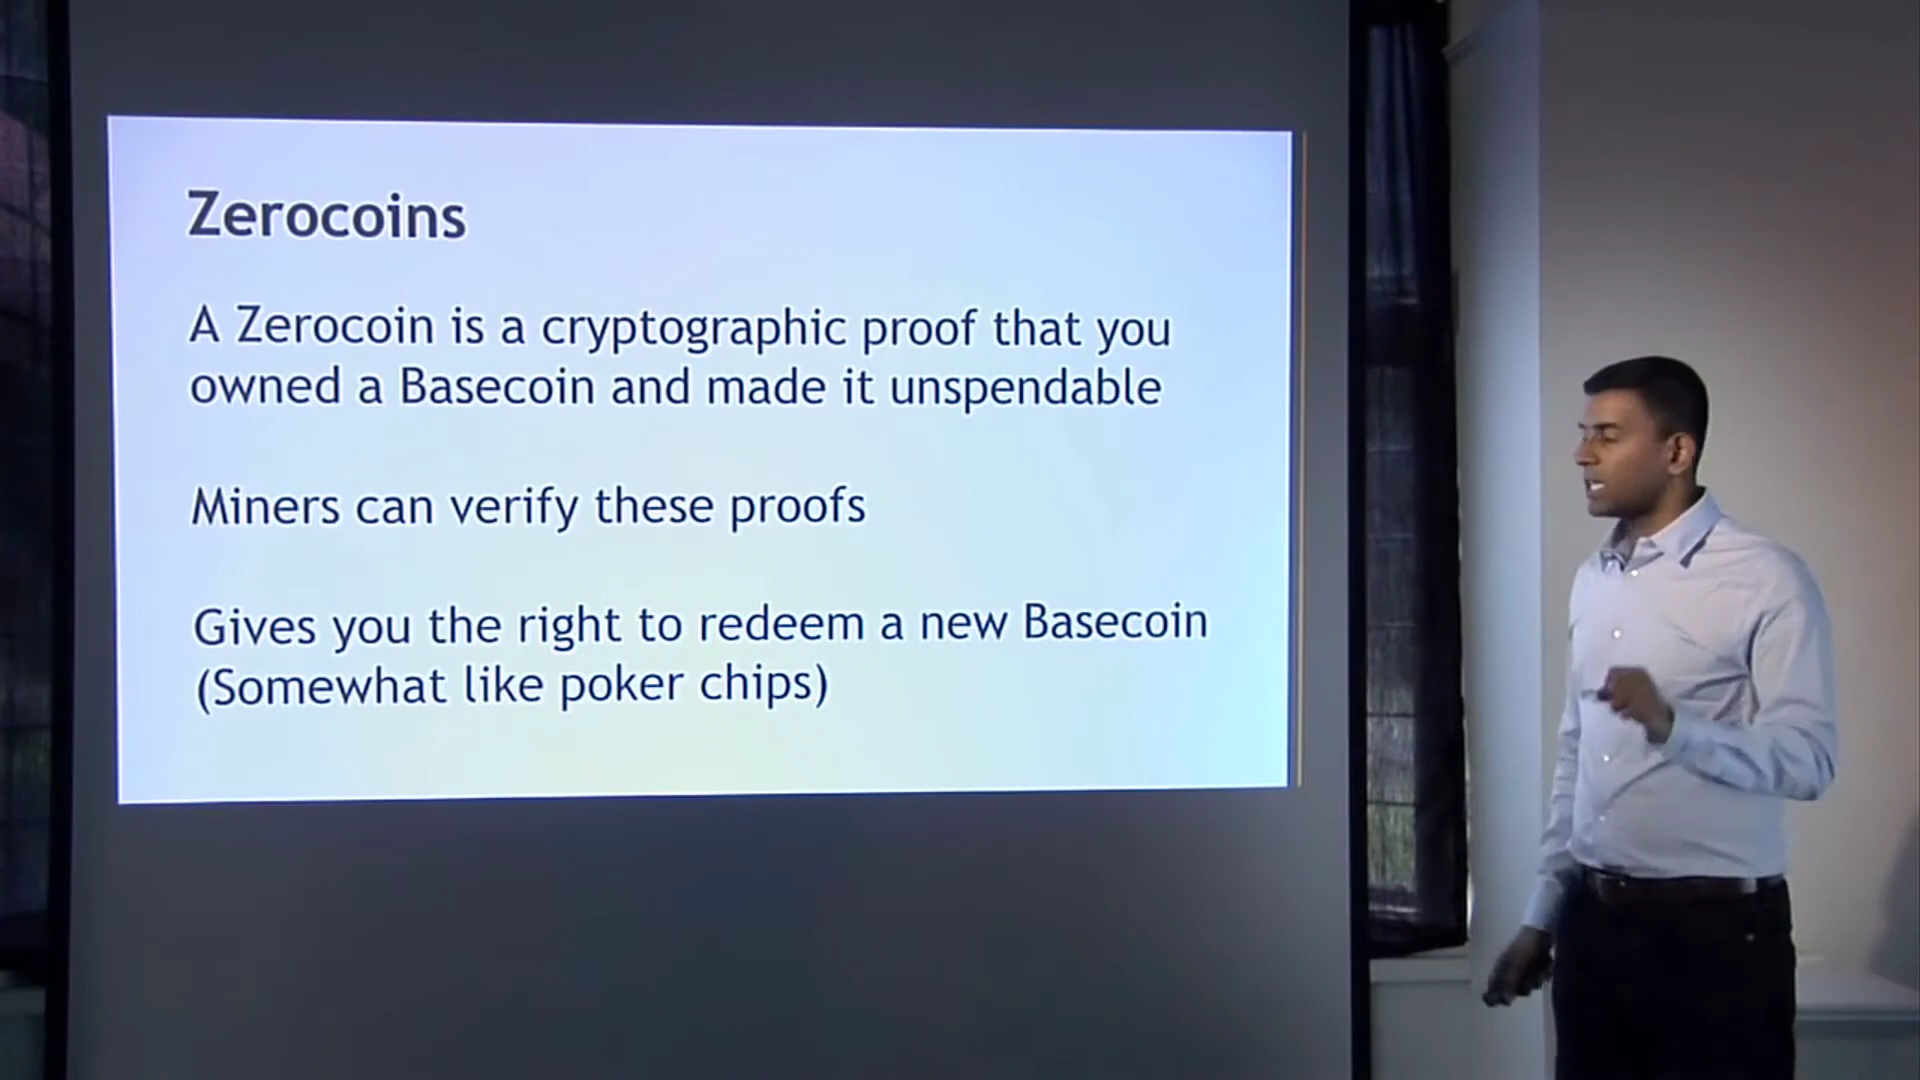 Zerocoins
A Zerocoin is a cryptographic proof that you
owned a Basecoin and made it unspendable
Miners can verify these proofs
Gives you the right to redeem a new Basecoin
(Somewhat like poker chips)